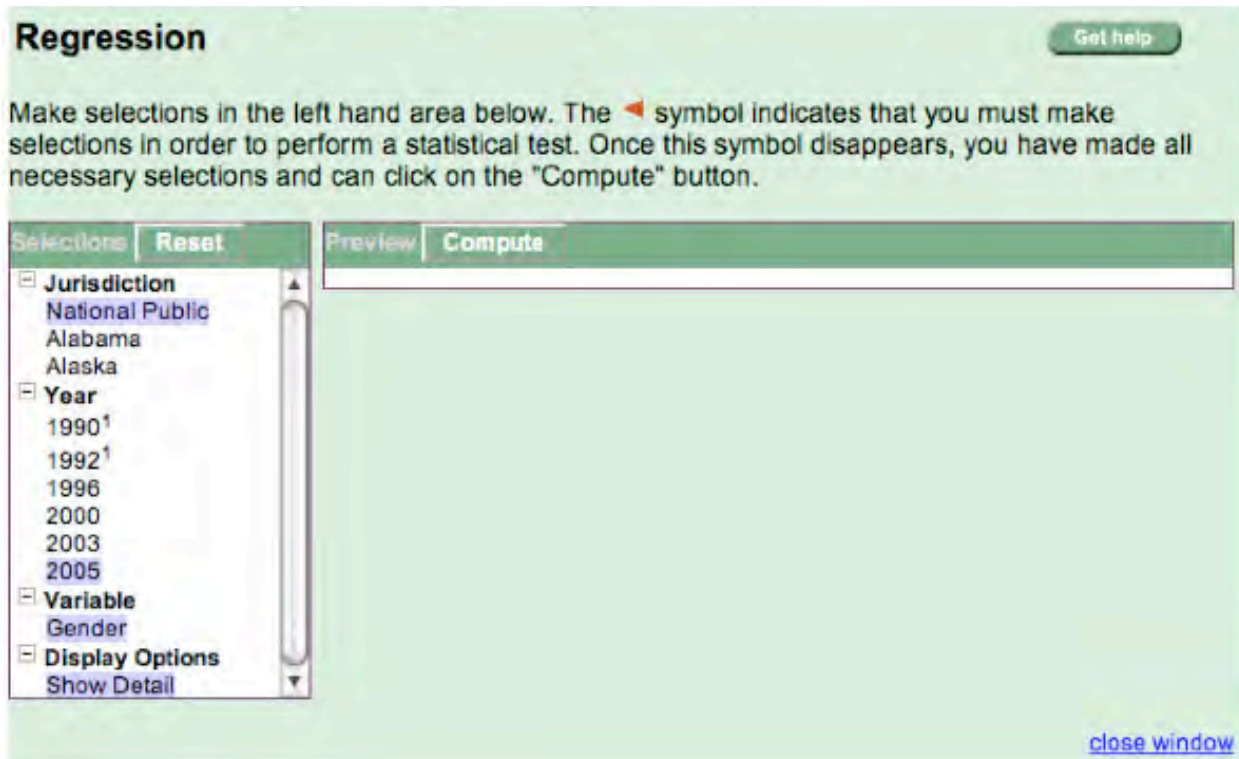 Regression
Get help
Make selections in the left hand area below. The symbol indicates that you must make
selections in order to perform a statistical test. Once this symbol disappears, you have made all
necessary selections and can click on the "Compute" button.
Selections Reset
Preview Compute
Jurisdiction
National Public
Alabama
Alaska
Year
1990¹
1992¹
1996
2000
2003
2005
Variable
Gender
Display Options
Show Detail
close window